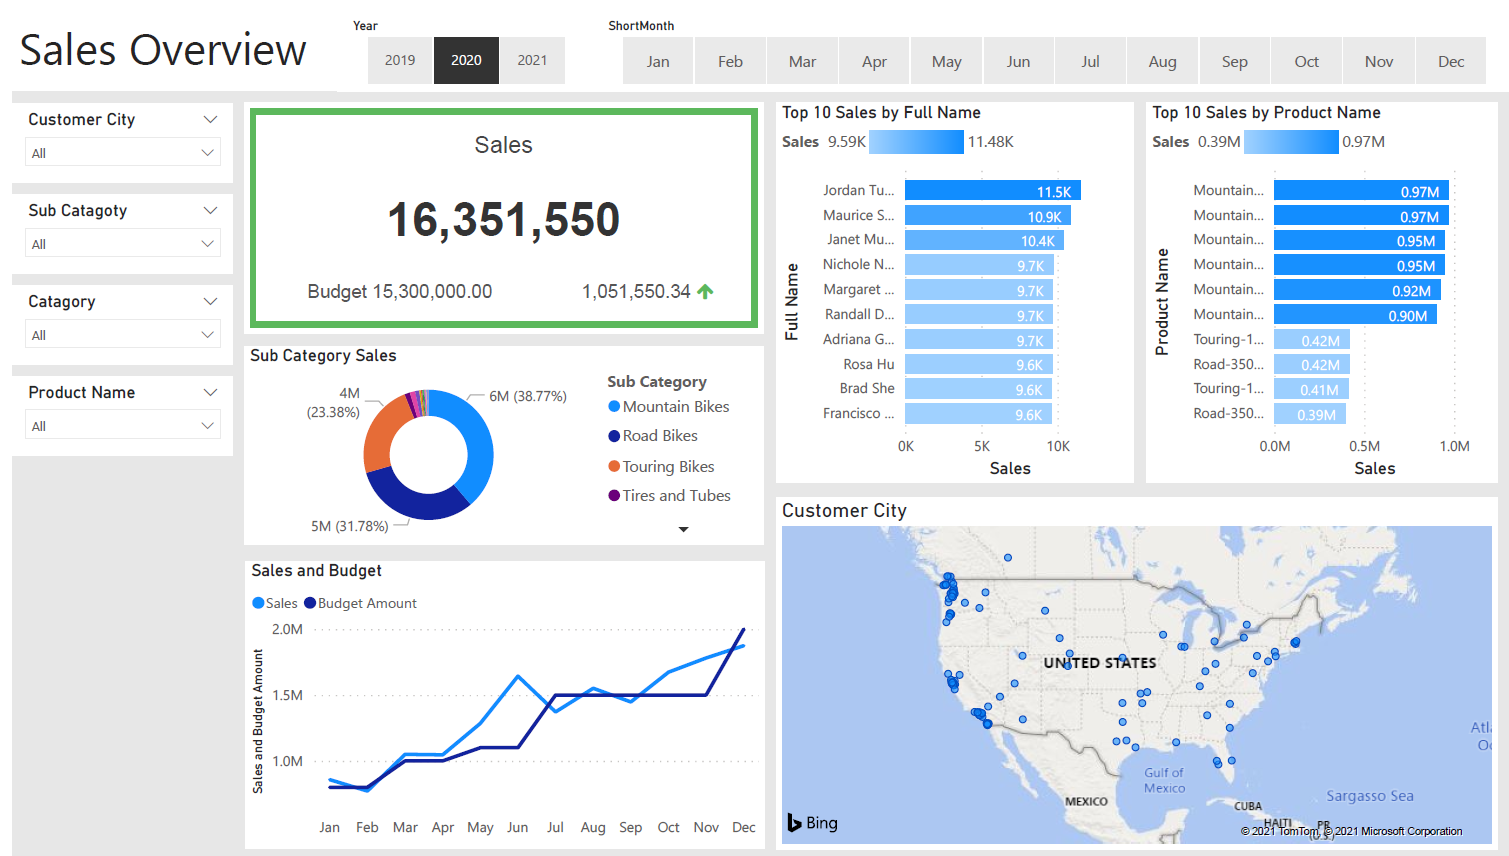 Sales Overview
Year
2019 2020 2021
ShortMonth
Jan Feb Mar Apr May Jun Jul Aug Sep Oct Nov Dec
Customer City
All
Sub Catagoty
All
Catagory
All
Product Name
All
Sales
16,351,550
Budget 15,300,000.00 1,051,550.34
Sub Category Sales
4M
(23.38%)
6M (38.77%)
5M (31.78%)
Sub Category
Mountain Bikes
Road Bikes
Touring Bikes
Tires and Tubes
Sales and Budget
Sales Budget Amount
Sales and Budget Amount
2.0M
1.5M
1.0M
Jan Feb Mar Apr May Jun Jul Aug Sep Oct Nov Dec
Top 10 Sales by Full Name
Sales 9.59K 11.48K
Full Name
Jordan Tu... 11.5K
Maurice S... 10.9K
Janet Mu... 10.4K
Nichole N... 9.7K
Margaret ... 9.7K
Randall D... 9.7K
Adriana G... 9.7K
Rosa Hu 9.6K
Brad She 9.6K
Francisco ... 9.6K
0K 5K 10K
Sales
Top 10 Sales by Product Name
Sales 0.39M 0.97M
Product Name
Mountain... 0.97M
Mountain... 0.97M
Mountain... 0.95M
Mountain... 0.95M
Mountain... 0.92M
Mountain... 0.90M
Touring-1... 0.42M
Road-350... 0.42M
Touring-1... 0.41M
Road-350... 0.39M
0.0M 0.5M 1.0M
Sales
Customer City
UNITED STATES
Gulf of
Mexico
MEXICO
CUBA
HAITI
PR
(U.S.)
Sargasso Sea
Bing
© 2021 TomTom, © 2021 Microsoft Corporation